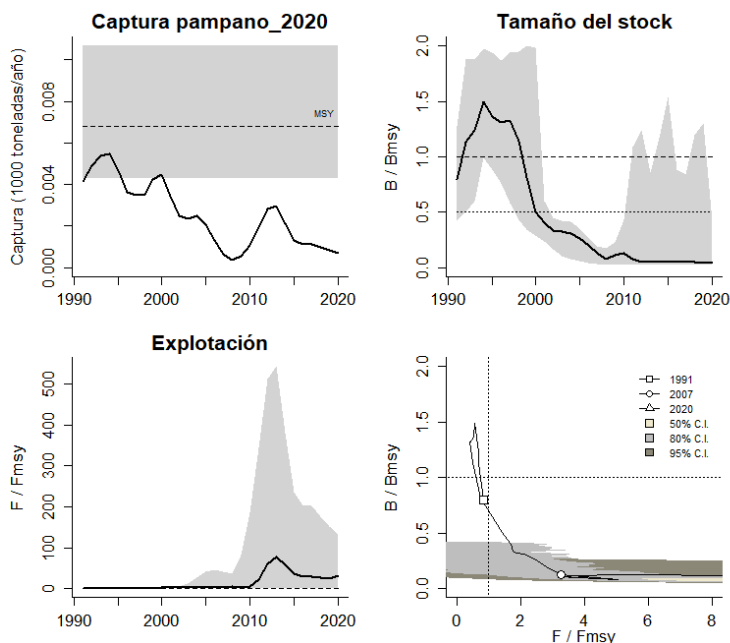 Captura pampano_2020
Captura (1000 toneladas/año)
0.000 0.004 0.008
MSY
1990 2000 2010 2020
Tamaño del stock
B / Bmsy
0.0 0.5 1.0 1.5 2.0
1990 2000 2010 2020
Explotación
F / Fmsy
0 100 200 300 400 500
1990 2000 2010 2020
B / Bmsy
0.0 0.5 1.0 1.5 2.0
1991
2007
2020
50% C.I.
80% C.I.
95% C.I.
0 2 4 6 8
F / Fmsy